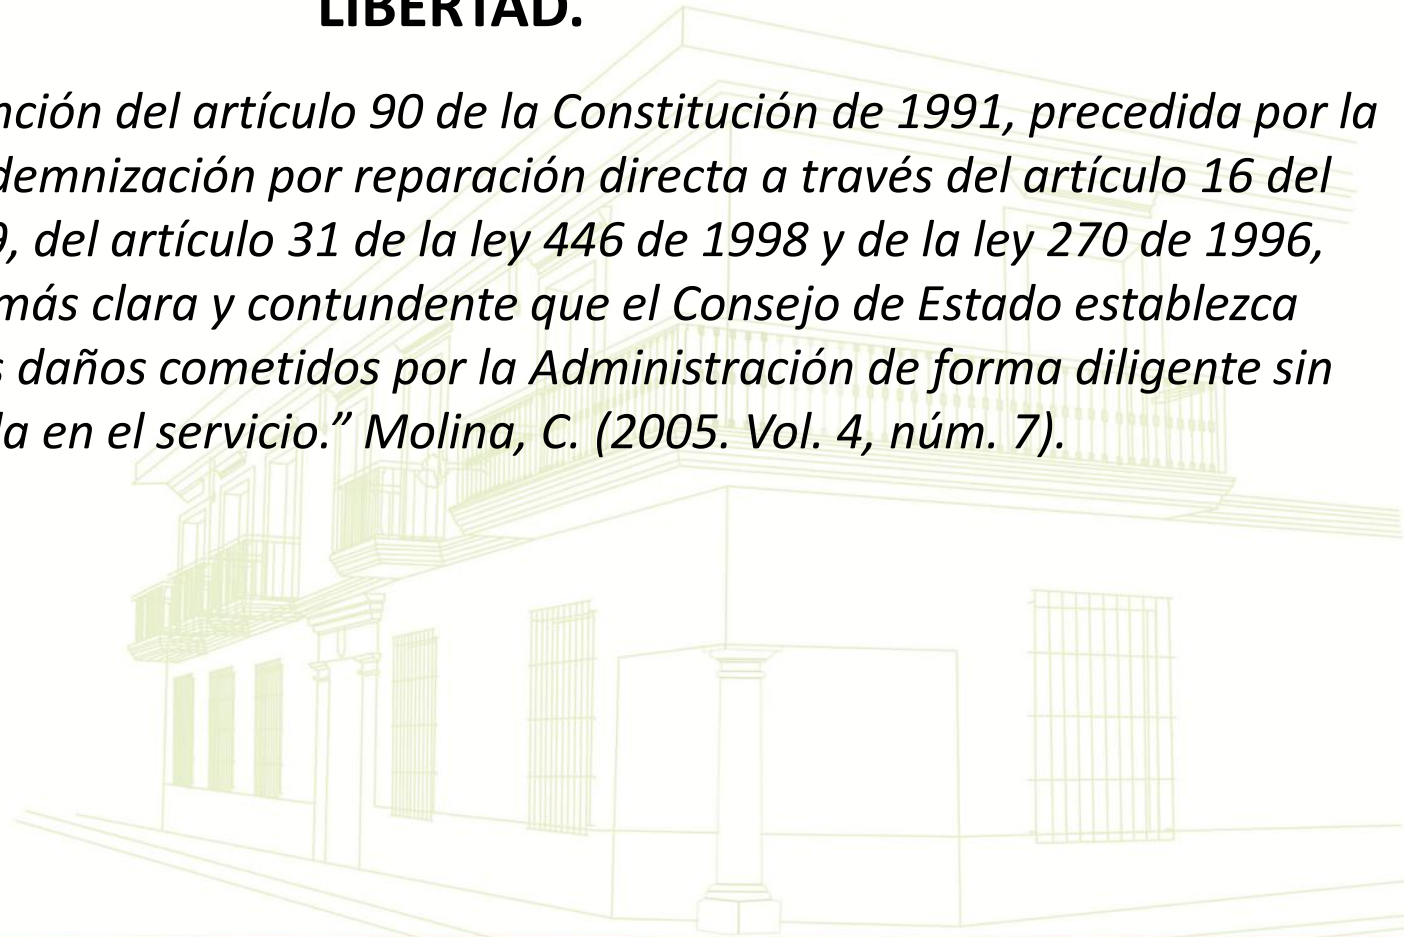 LIBERTAD.
nción del artículo 90 de la Constitución de 1991, precedida por la
demnización por reparación directa a través del artículo 16 del
9, del artículo 31 de la ley 446 de 1998 y de la ley 270 de 1996,
más clara y contundente que el Consejo de Estado establezca
s daños cometidos por la Administración de forma diligente sin
la en el servicio.” Molina, C. (2005. Vol. 4, núm. 7).